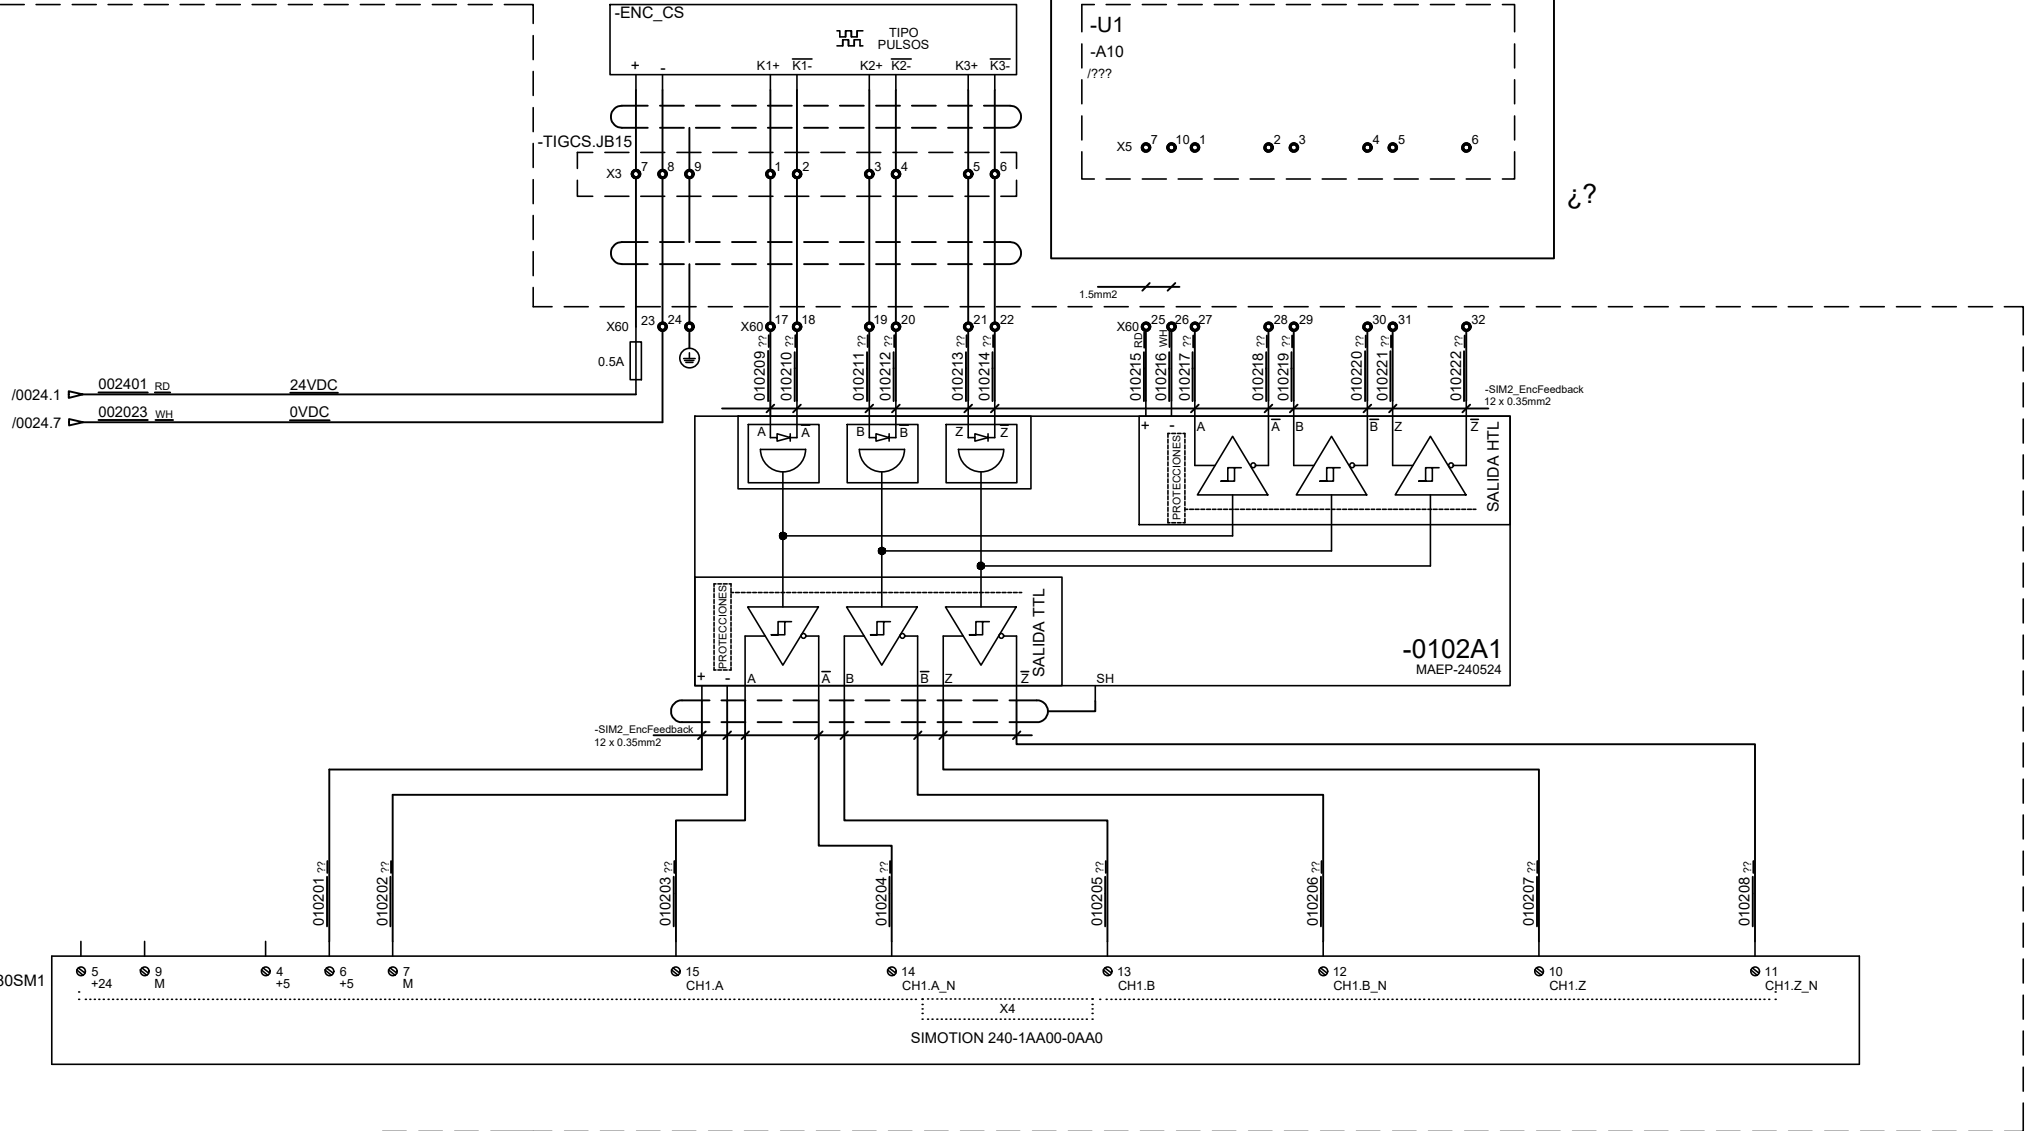 -ENC_CS
TIPO
PULSOS
+ - K1+ K1- K2+ K2- K3+ K3-
-U1
-A10
/???
X5 7 10 1 2 3 4 5 6
¿?
-TIGCS.JB15
X3 7 8 9 1 2 3 4 5 6
1.5mm2
X60 23 24 X60 17 18 19 20 21 22 X60 25 26 27 28 29 30 31 32
0.5A
010209 ?? 010210 ?? 010211 ?? 010212 ?? 010213 ?? 010214 ?? 010215 RD 010216 WH 010217 ?? 010218 ?? 010219 ?? 010220 ?? 010221 ?? 010222 ??
/0024.1 002401 RD 24VDC
/0024.7 002023 WH 0VDC
-SIM2_EncFeedback
12 x 0.35mm2
A A B B Z Z
+ - A A B B Z Z
PROTECCIONES
SALIDA HTL
PROTECCIONES
SALIDA TTL
-0102A1
MAEP-240524
+ - A A B B Z Z SH
-SIM2_EncFeedback
12 x 0.35mm2
010201 ?? 010202 ?? 010203 ?? 010204 ?? 010205 ?? 010206 ?? 010207 ?? 010208 ??
30SM1
5 9 4 6 7 15 14 13 12 10 11
+24 M +5 +5 M CH1.A CH1.A_N CH1.B CH1.B_N CH1.Z CH1.Z_N
X4
SIMOTION 240-1AA00-0AA0